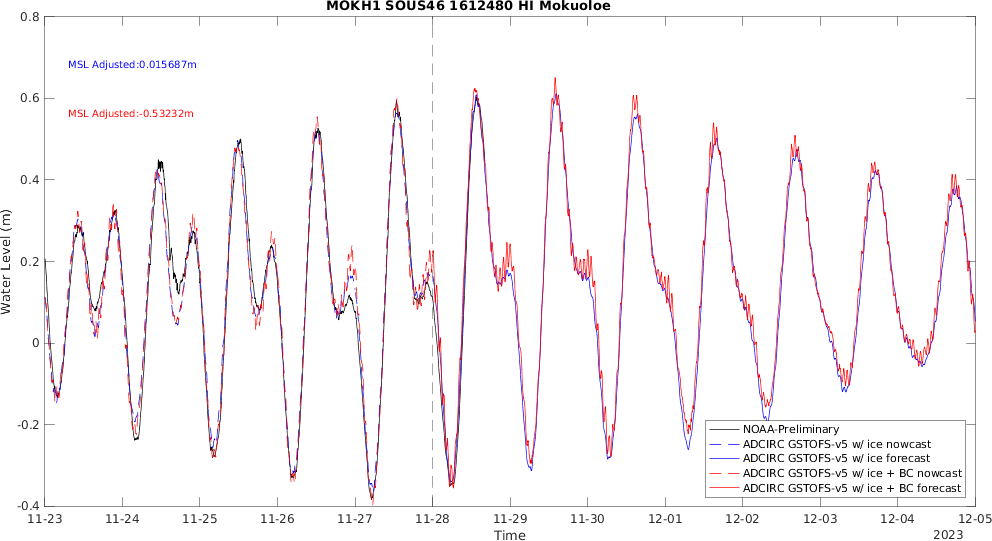 MOKH1 SOUS46 1612480 HI Mokuoloe
MSL Adjusted:0.015687m
MSL Adjusted:-0.53232m
Water Level (m)
0.8
0.6
0.4
0.2
0
-0.2
-0.4
NOAA-Preliminary
ADCIRC GSTOFS-v5 w/ ice nowcast
ADCIRC GSTOFS-v5 w/ ice forecast
ADCIRC GSTOFS-v5 w/ ice + BC nowcast
ADCIRC GSTOFS-v5 w/ ice + BC forecast
11-23 11-24 11-25 11-26 11-27 11-28 11-29 11-30 12-01 12-02 12-03 12-04 12-05
Time
2023